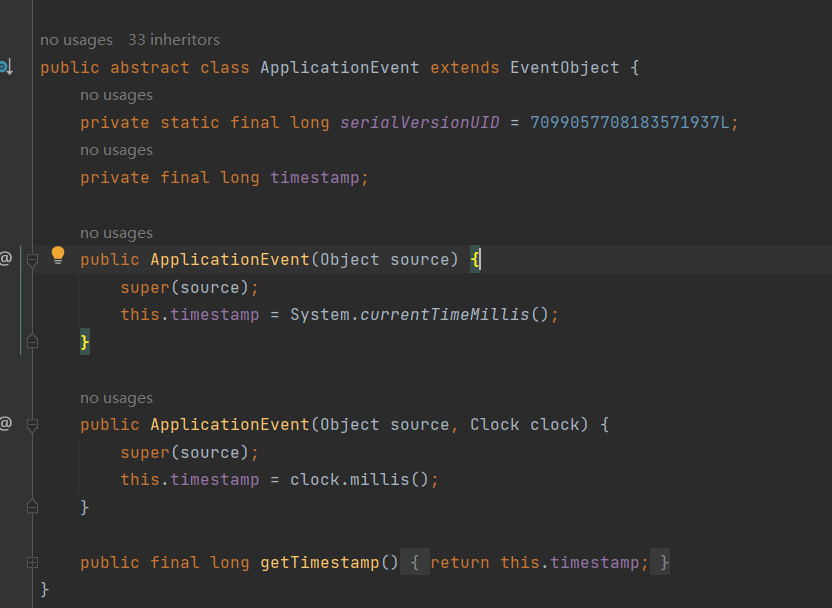 no usages   33 inheritors
public abstract class ApplicationEvent extends EventObject {
no usages
private static final long serialVersionUID = 7099057708183571937L;
no usages
private final long timestamp;
no usages
public ApplicationEvent(Object source) {
super(source);
this.timestamp = System.currentTimeMillis();
}
no usages
public ApplicationEvent(Object source, Clock clock) {
super(source);
this.timestamp = clock.millis();
}
public final long getTimestamp() { return this.timestamp; }
}